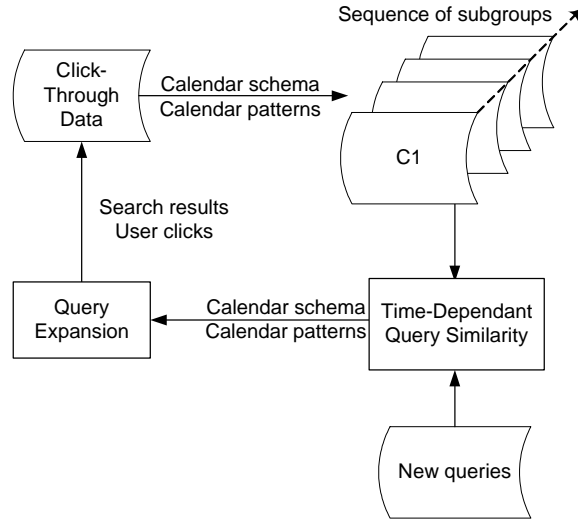 Sequence of subgroups
Click-
Through
Data
Calendar schema
Calendar patterns
C1
Search results
User clicks
Query
Expansion
Calendar schema
Calendar patterns
Time-Dependant
Query Similarity
New queries